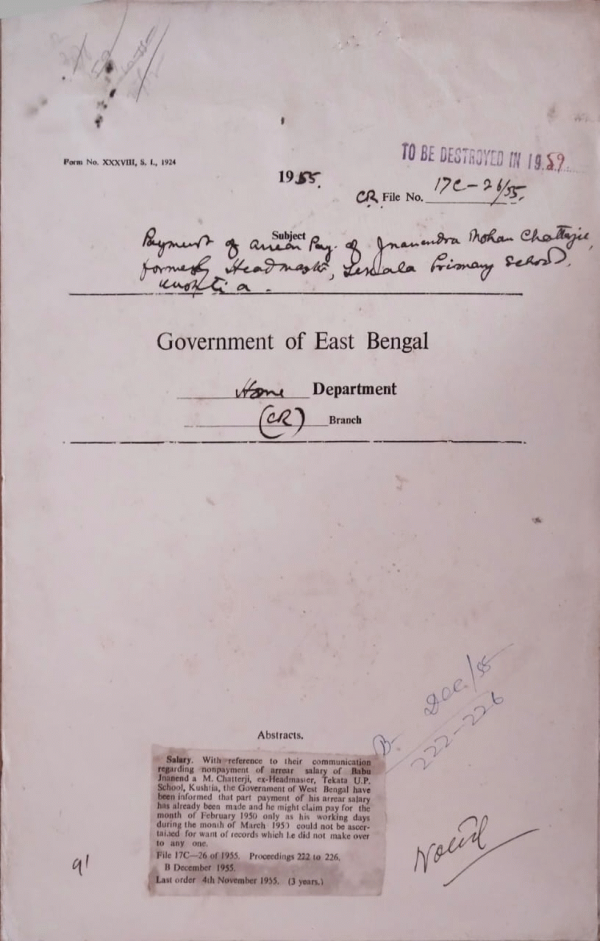 Form No. XXXVIII, S. I., 1924
TO BE DESTROYED IN 1959
1955.
CR File No. 17C-26/55.
Subject
Payment of arrear Pay. of Jnanendra Mohan Chatterjee,
formerly Headmaster, Primary School,
Kushtia.
Government of East Bengal
Home Department
(CR) Branch
B. Dec/55
222-226
Abstracts.
Salary. With reference to their communication
regarding nonpayment of arrear salary of Babu
Jnanend a M. Chatterji, ex-Headmaster, Tekata U.P.
School, Kushtia, the Government of West Bengal have
been informed that part payment of his arrear salary
has already been made and he might claim pay for the
month of February 1950 only as his working days
during the month of March 1950 could not be ascer-
tained for want of records which he did not make over
to any one.
File 17C—26 of 1955. Proceedings 222 to 226.
B December 1955.
Last order 4th November 1955. (3 years.)
91
Noted